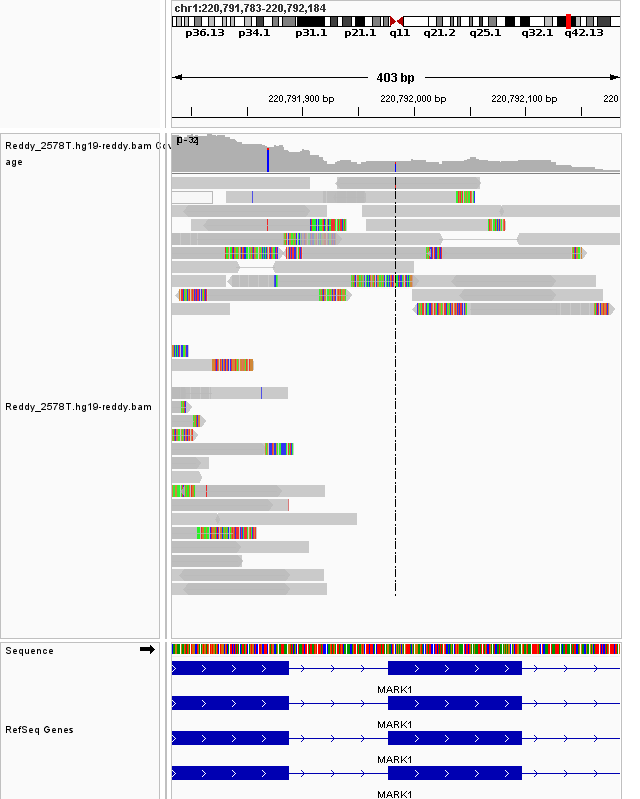 chr1:220,791,783-220,792,184
p36.13 p34.1 p31.1 p21.1 q11 q21.2 q25.1 q32.1 q42.13
403 bp
220,791,900 bp 220,792,000 bp 220,792,100 bp 220
Reddy_2578T.hg19-reddy.bam Cov
age
[0-32]
Reddy_2578T.hg19-reddy.bam
Sequence
MARK1
MARK1
RefSeq Genes
MARK1
MARK1